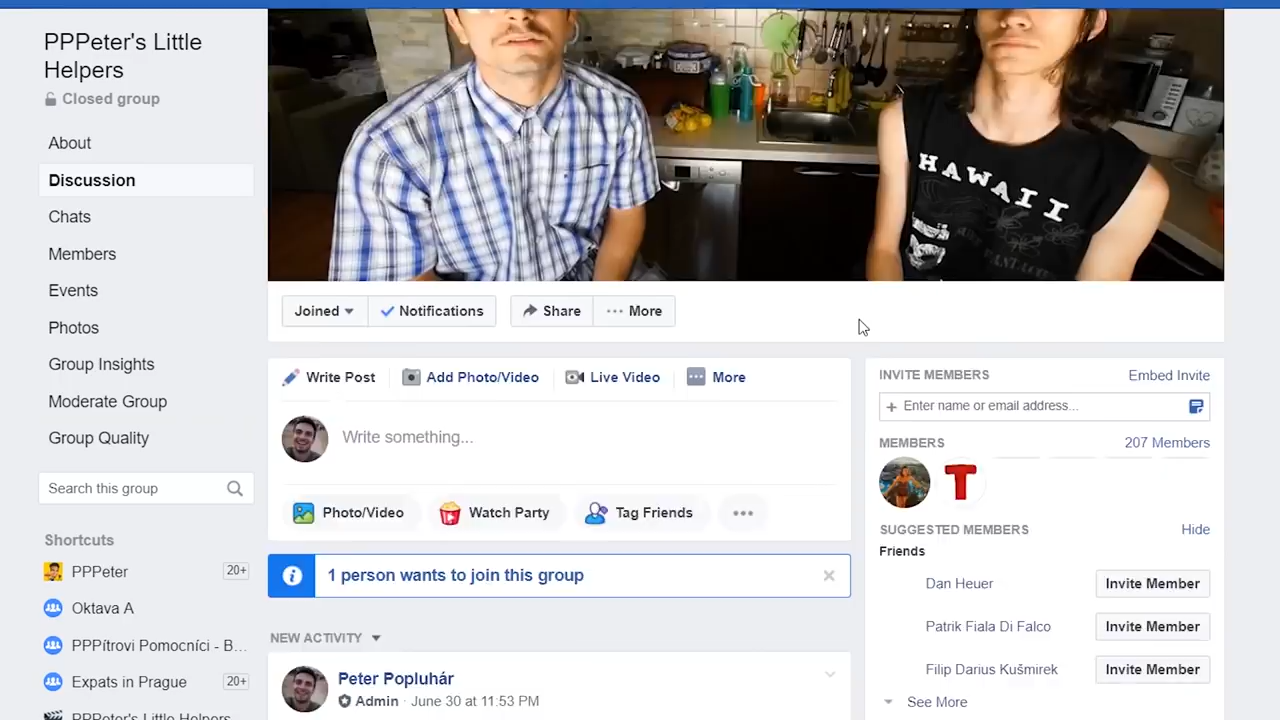 PPPeter's Little
Helpers
Closed group
About
Discussion
Chats
Members
Events
Photos
Group Insights
Moderate Group
Group Quality
Search this group
Shortcuts
PPPeter 20+
Oktava A
PPPítrovi Pomocníci - B...
Expats in Prague 20+
PPPeter's Little Helpers
HAWAII
Joined Notifications Share More
Write Post Add Photo/Video Live Video More
Write something...
Photo/Video Watch Party Tag Friends
1 person wants to join this group
NEW ACTIVITY
Peter Popluhár
Admin · June 30 at 11:53 PM
INVITE MEMBERS Embed Invite
+ Enter name or email address...
MEMBERS 207 Members
T
SUGGESTED MEMBERS Hide
Friends
Dan Heuer Invite Member
Patrik Fiala Di Falco Invite Member
Filip Darius Kušmirek Invite Member
See More